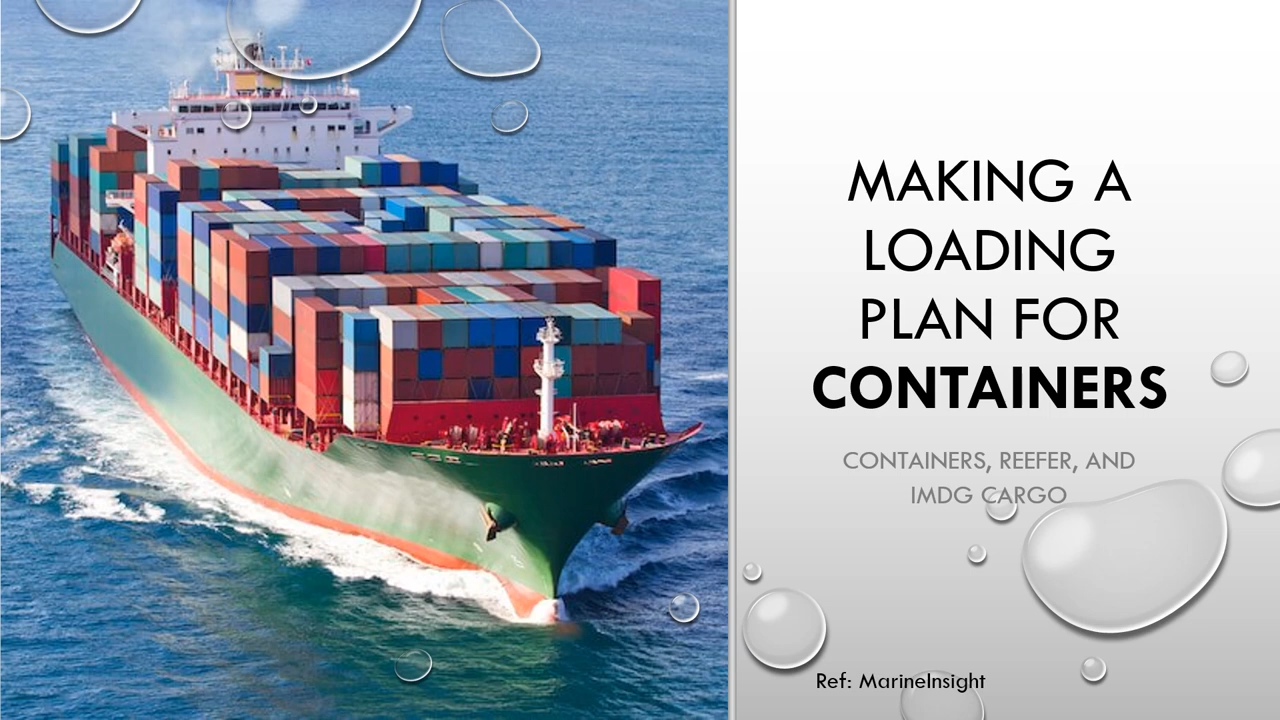 MAKING A
LOADING
PLAN FOR
CONTAINERS
CONTAINERS, REEFER, AND
IMDG CARGO
Ref: MarineInsight